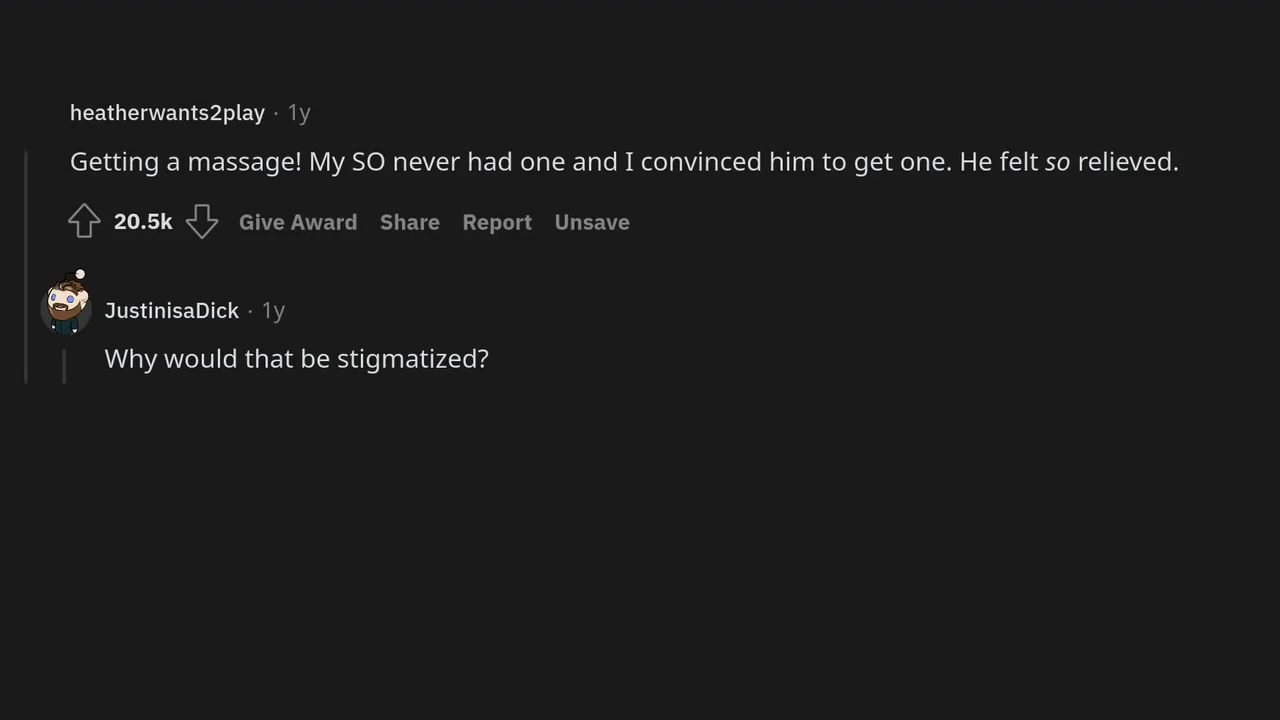 heatherwants2play · 1y
Getting a massage! My SO never had one and I convinced him to get one. He felt so relieved.
20.5k Give Award Share Report Unsave
JustinisaDick · 1y
Why would that be stigmatized?